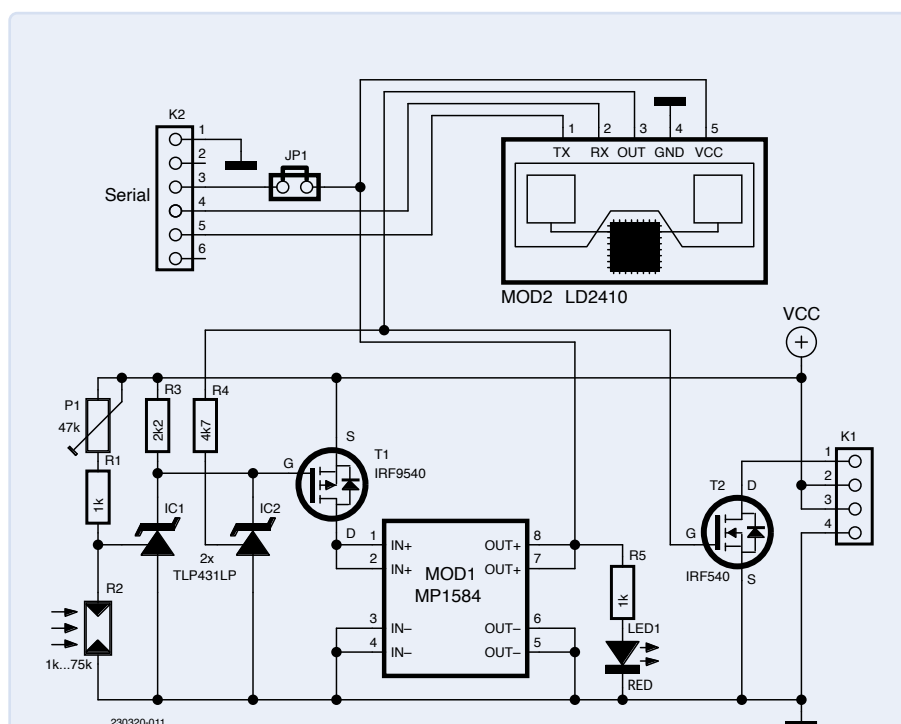 K2
1
2
3
4
5
6
Serial
JP1
1 2 3 4 5
TX RX OUT GND VCC
MOD2 LD2410
VCC
P1
47k
R1
1k
R3
2k2
R4
4k7
S
T1
IRF9540
G
D
IC1
IC2
2x
TLP431LP
R2
1k...75k
1 IN+
2 IN+
3 IN–
4 IN–
MOD1
MP1584
OUT+ 8
OUT+ 7
OUT– 6
OUT– 5
R5
1k
LED1
RED
T2
D
G
S
IRF540
K1
1
2
3
4
230320-011